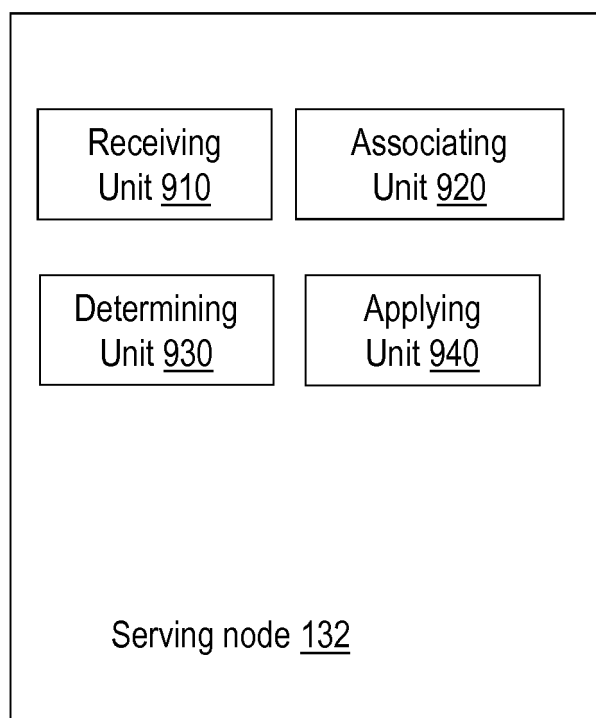 Receiving
Unit 910
Associating
Unit 920
Determining
Unit 930
Applying
Unit 940
Serving node 132